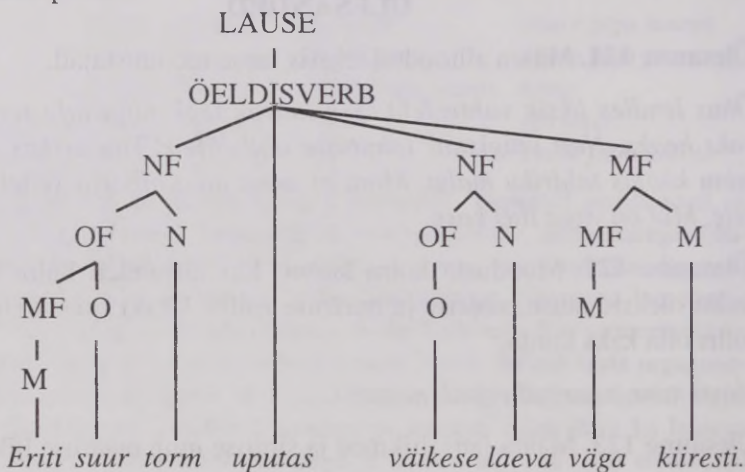 LAUSE
ÖELDISVERB
NF NF MF
OF N OF N MF M
MF O O M
M
Eriti suur torm uputas väikese laeva väga kiiresti.